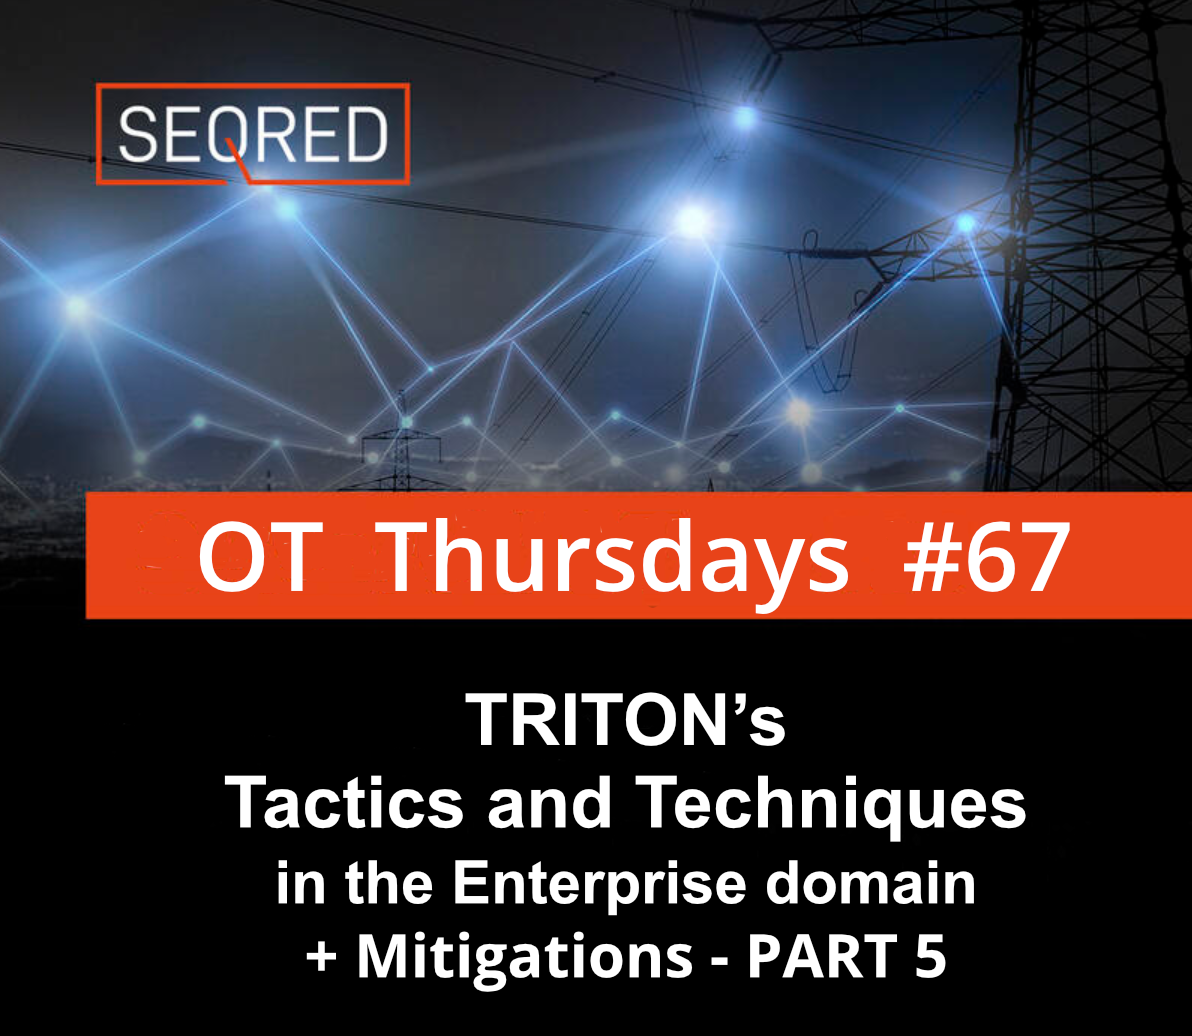 SEQRED
OT Thursdays #67
TRITON’s
Tactics and Techniques
in the Enterprise domain
+ Mitigations - PART 5